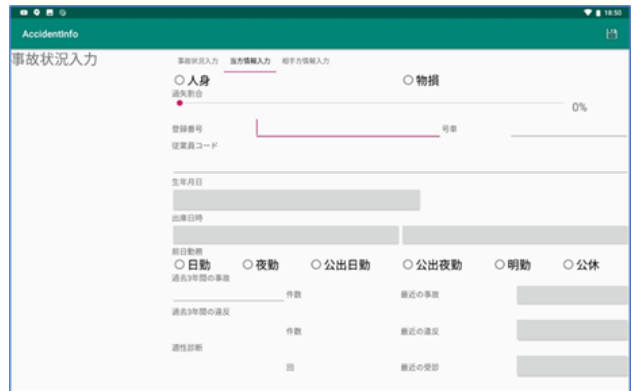 18:50
AccidentInfo
事故状況入力
事故状況入力 当方情報入力 相手方情報入力
人身 物損
過失割合
0%
登録番号 号車
従業員コード
生年月日
出庫日時
前日勤務
日勤 夜勤 公出日勤 公出夜勤 明勤 公休
過去3年間の事故
件数 最近の事故
過去3年間の違反
件数 最近の違反
適性診断
回 最近の受診